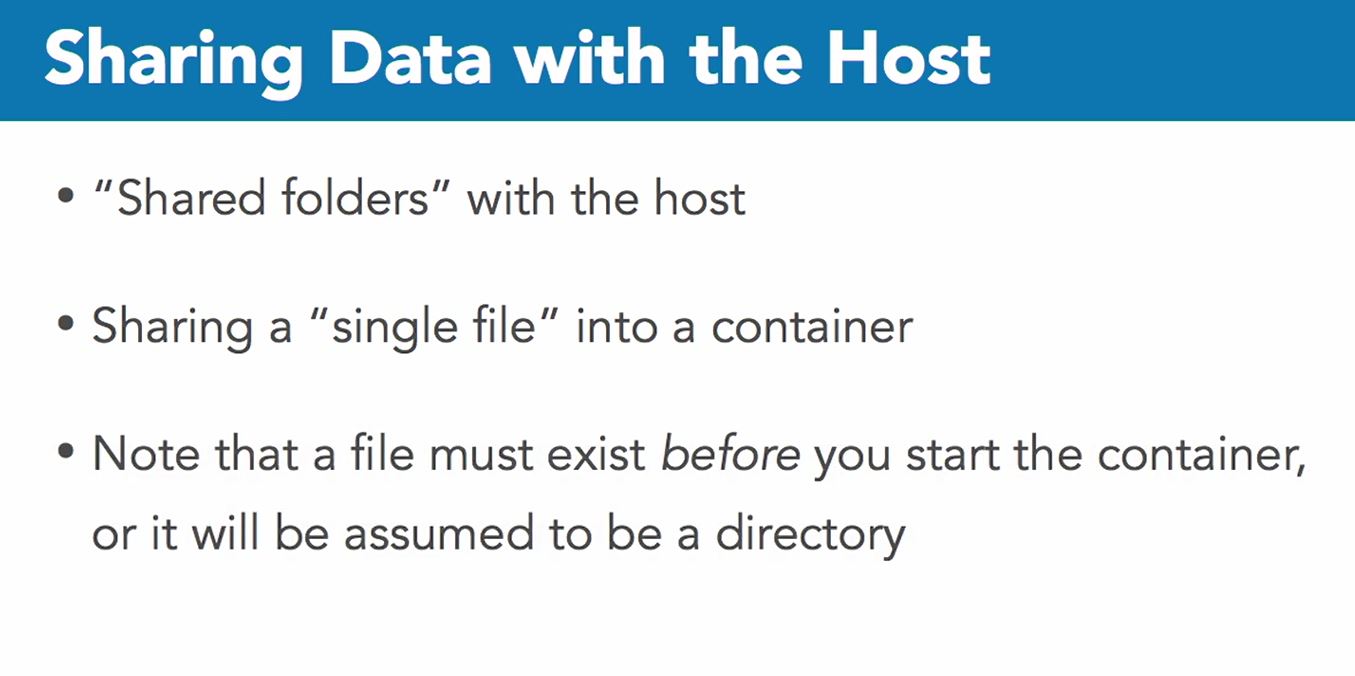 Sharing Data with the Host
• “Shared folders” with the host
• Sharing a “single file” into a container
• Note that a file must exist before you start the container,
or it will be assumed to be a directory